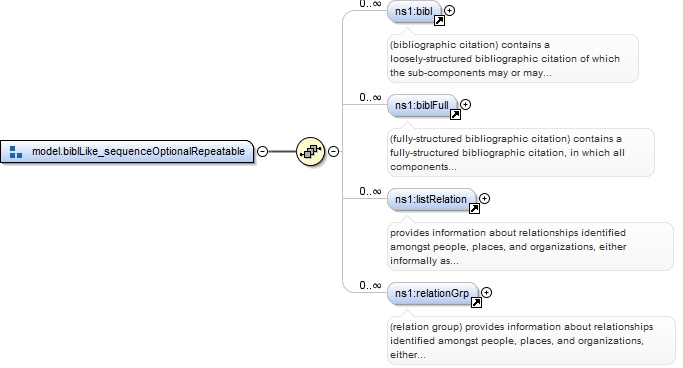 0..∞
ns1:bibl
(bibliographic citation) contains a
loosely-structured bibliographic citation of which
the sub-components may or may...
0..∞
ns1:biblFull
(fully-structured bibliographic citation) contains a
fully-structured bibliographic citation, in which all
components...
model.biblLike_sequenceOptionalRepeatable
0..∞
ns1:listRelation
provides information about relationships identified
amongst people, places, and organizations, either
informally as...
0..∞
ns1:relationGrp
(relation group) provides information about relationships
identified amongst people, places, and organizations,
either...